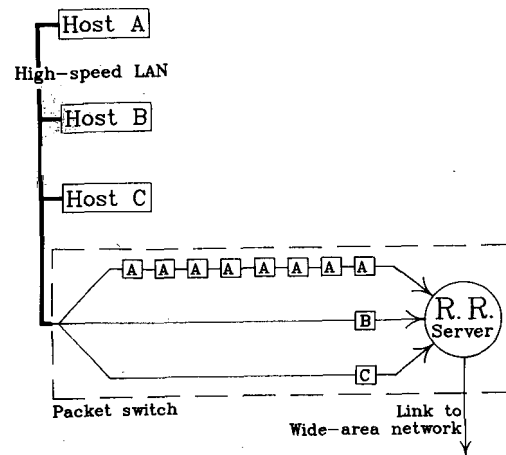 Host A
High-speed LAN
Host B
Host C
A A A A A A A A
R. R.
Server
B
C
Packet switch
Link to
Wide-area network